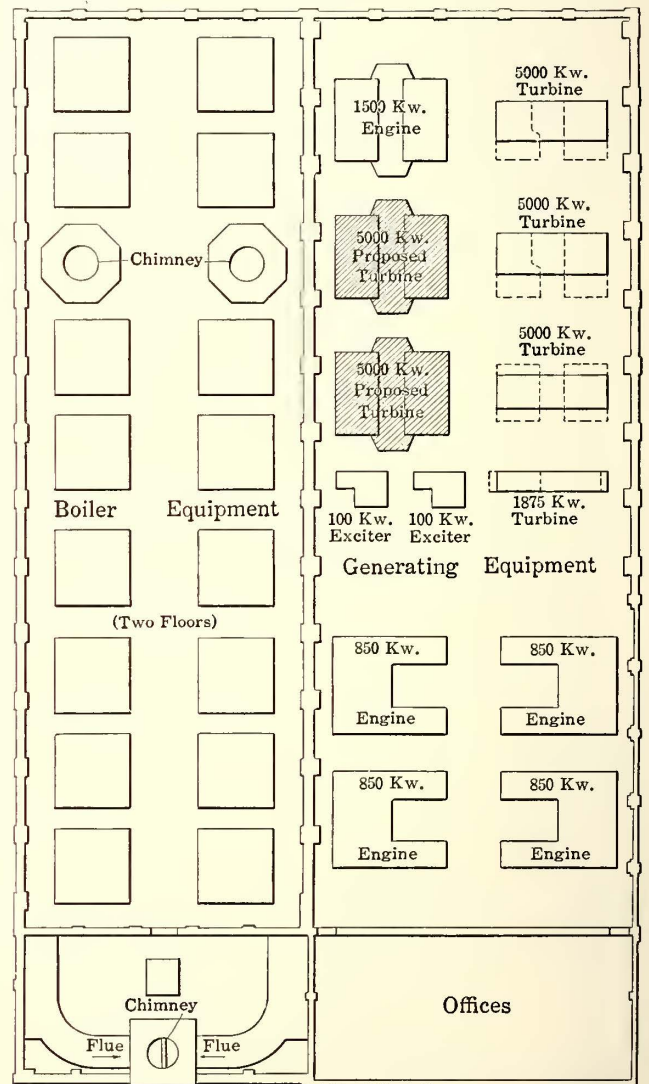 5000 Kw.
Turbine
1500 Kw.
Engine
5000 Kw.
Turbine
Chimney
5000 Kw.
Proposed
Turbine
5000 Kw.
Turbine
5000 Kw.
Proposed
Turbine
Boiler Equipment
100 Kw.
Exciter
100 Kw.
Exciter
1875 Kw.
Turbine
Generating Equipment
(Two Floors)
850 Kw.
Engine
850 Kw.
Engine
850 Kw.
Engine
850 Kw.
Engine
Chimney
Flue
Flue
Offices